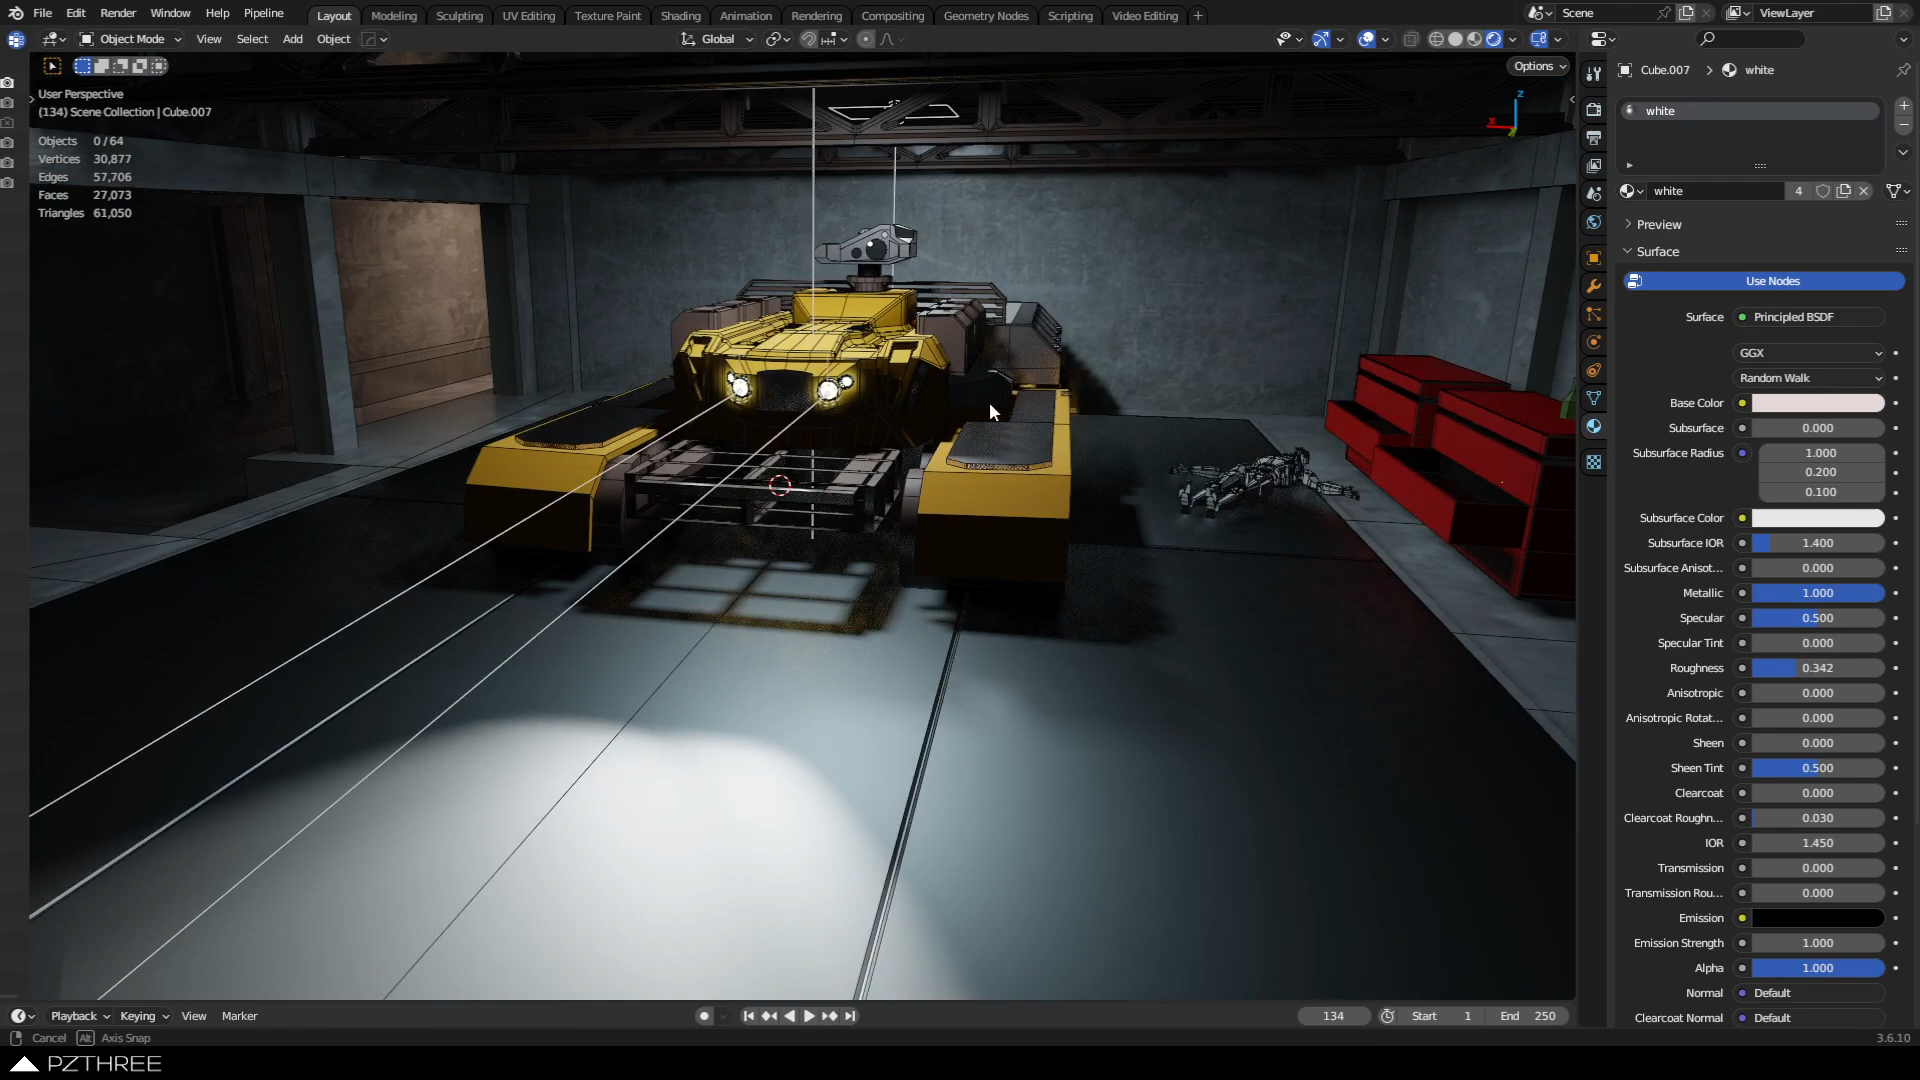 File Edit Render Window Help Pipeline
Layout Modeling Sculpting UV Editing Texture Paint Shading Animation Rendering Compositing Geometry Nodes Scripting Video Editing +
Scene ViewLayer
Object Mode View Select Add Object Global
Options
User Perspective
(134) Scene Collection | Cube.007
Objects 0/64
Vertices 30,877
Edges 57,706
Faces 27,073
Triangles 61,050
Z
X
Cube.007 > white
white
white 4
Preview
Surface
Use Nodes
Surface Principled BSDF
GGX
Random Walk
Base Color
Subsurface 0.000
Subsurface Radius 1.000
0.200
0.100
Subsurface Color
Subsurface IOR 1.400
Subsurface Anisot... 0.000
Metallic 1.000
Specular 0.500
Specular Tint 0.000
Roughness 0.342
Anisotropic 0.000
Anisotropic Rotat... 0.000
Sheen 0.000
Sheen Tint 0.500
Clearcoat 0.000
Clearcoat Roughn... 0.030
IOR 1.450
Transmission 0.000
Transmission Rou... 0.000
Emission
Emission Strength 1.000
Alpha 1.000
Normal Default
Clearcoat Normal Default
Playback Keying View Marker 134 Start 1 End 250
Cancel Alt Axis Snap 3.6.10
PZTHREE